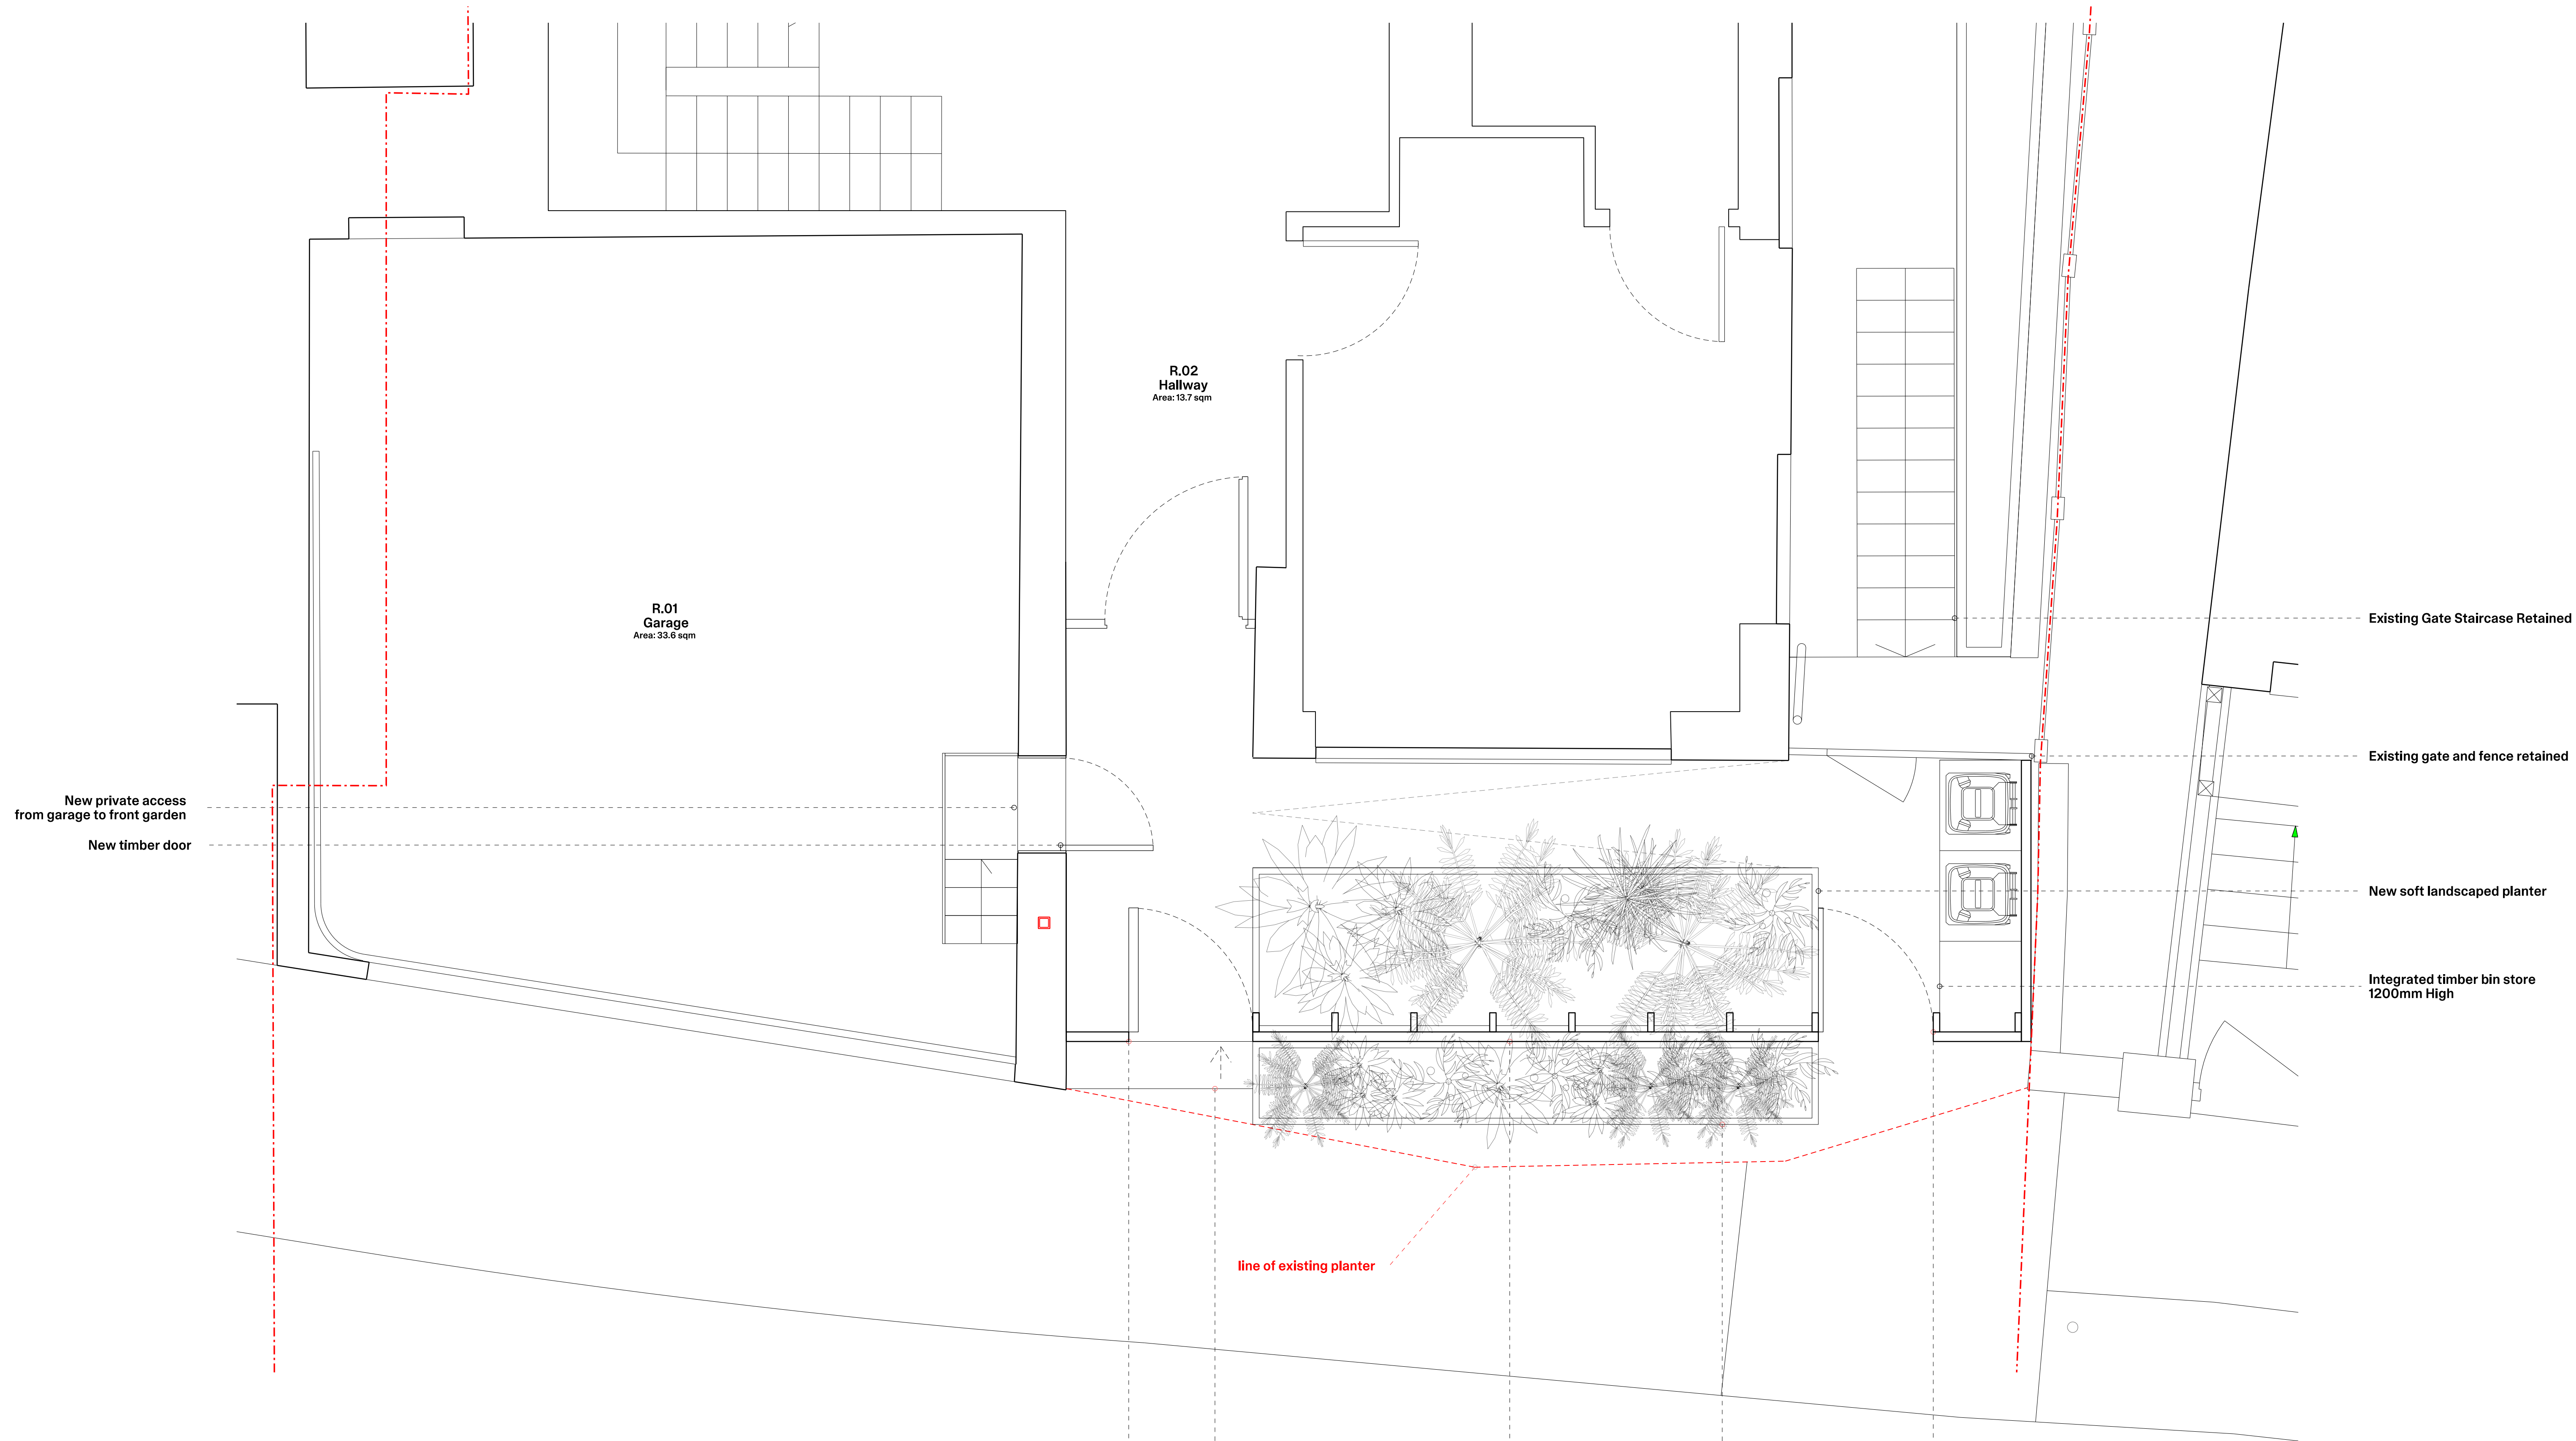 R.02
Hallway
Area: 13.7 sqm
R.01
Garage
Area: 33.6 sqm
Existing Gate Staircase Retained
Existing gate and fence retained
New private access
from garage to front garden
New timber door
New soft landscaped planter
Integrated timber bin store
1200mm High
line of existing planter